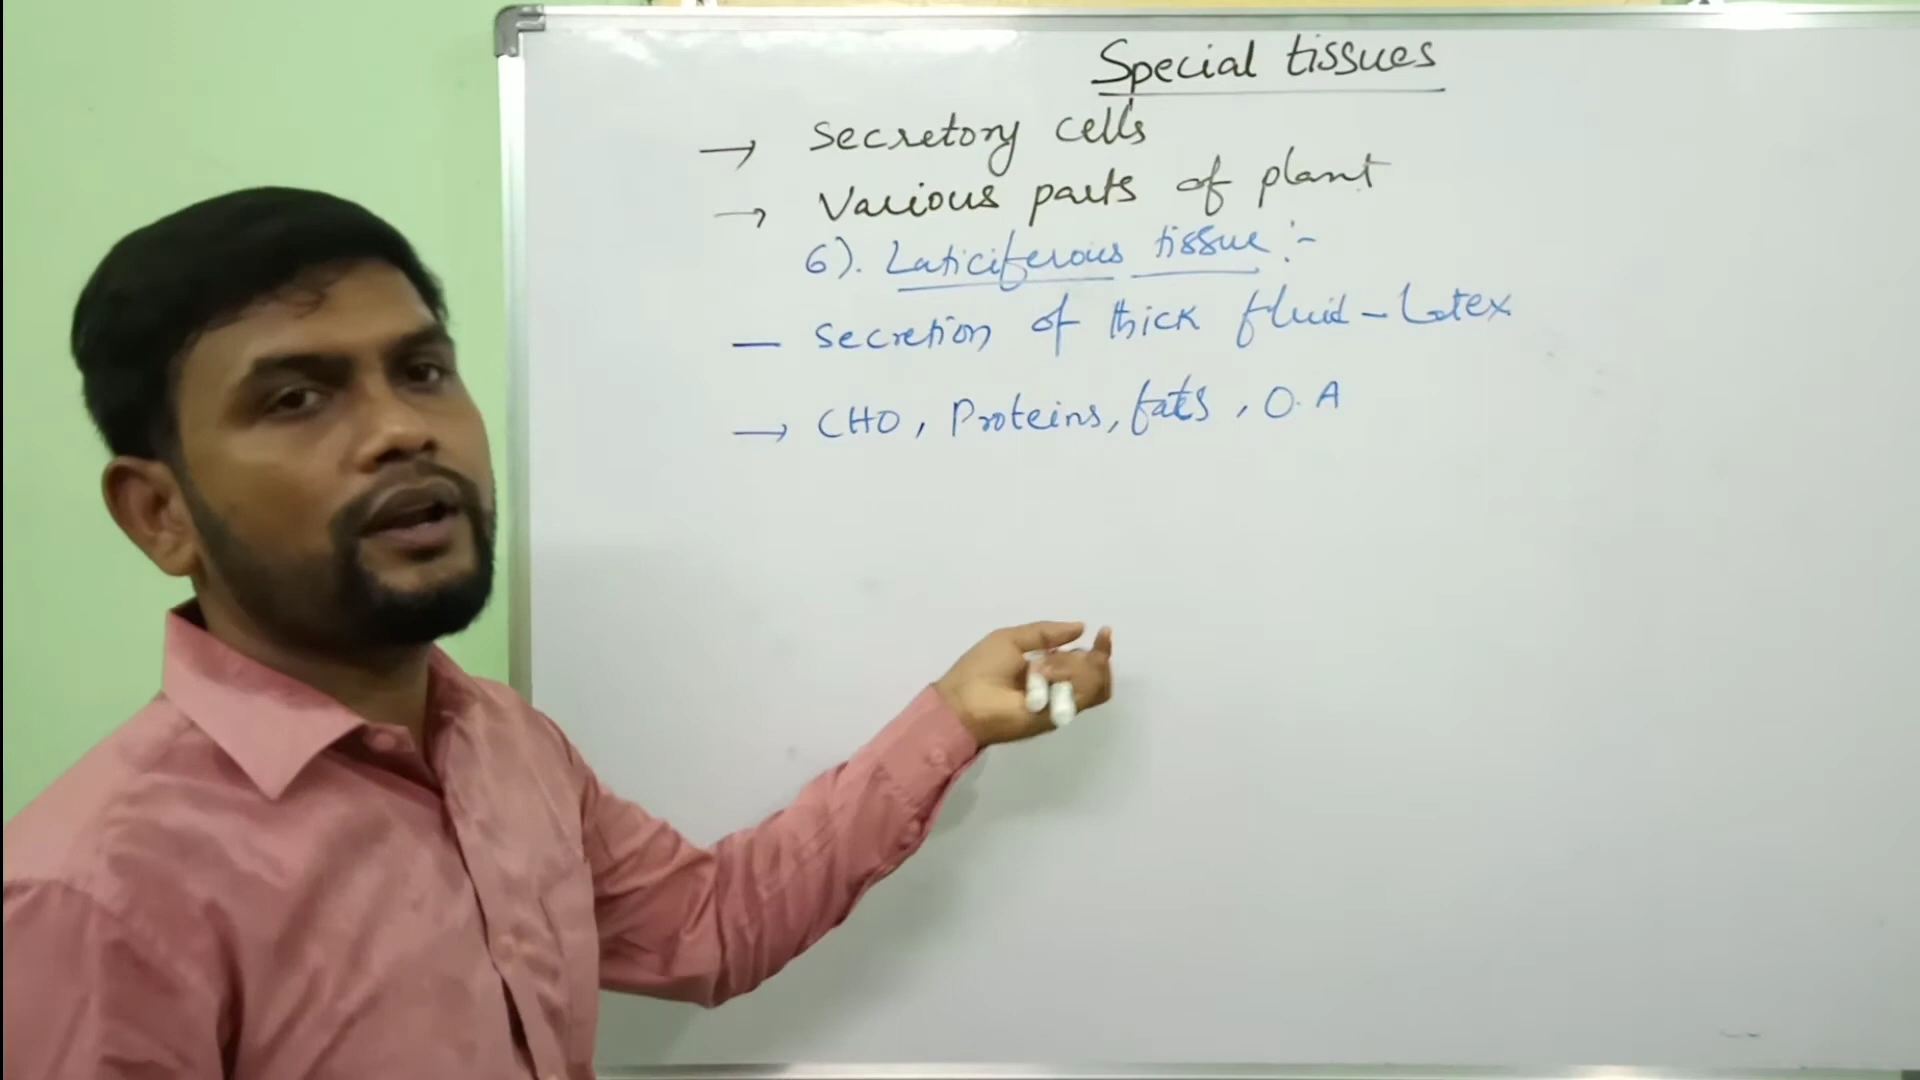 Special tissues
→ Secretory cells
→ Various parts of plant
6). Laticiferous tissue :-
— Secretion of thick fluid - Latex
→ CHO, Proteins, fats, O.A